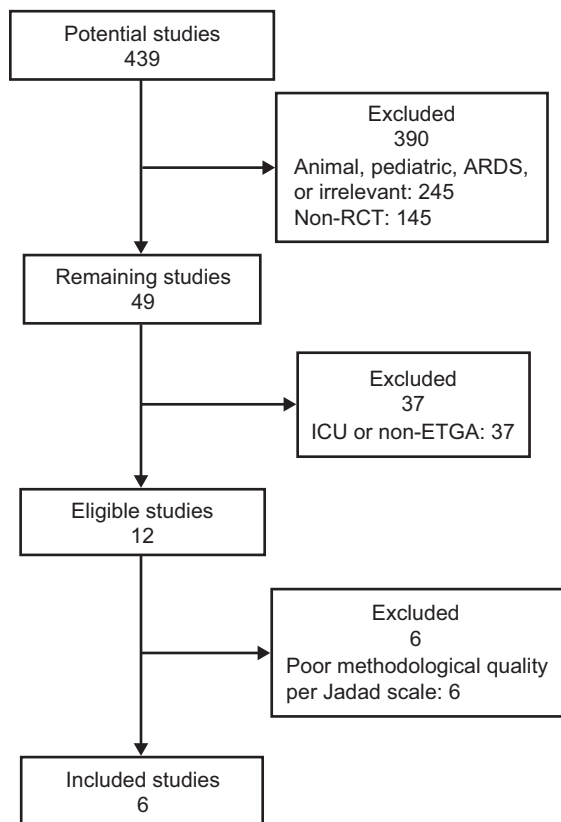 Potential studies
439
Excluded
390
Animal, pediatric, ARDS,
or irrelevant: 245
Non-RCT: 145
Remaining studies
49
Excluded
37
ICU or non-ETGA: 37
Eligible studies
12
Excluded
6
Poor methodological quality
per Jadad scale: 6
Included studies
6